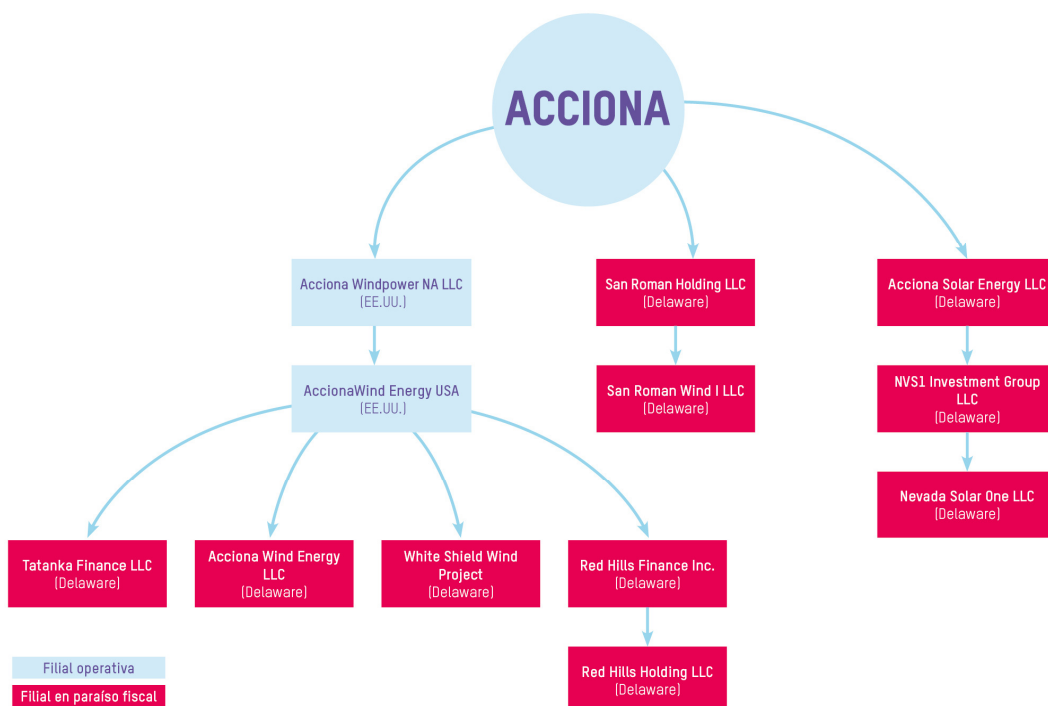 ACCIONA
Acciona Windpower NA LLC
(EE.UU.)
San Roman Holding LLC
(Delaware)
Acciona Solar Energy LLC
(Delaware)
AccionaWind Energy USA
(EE.UU.)
San Roman Wind I LLC
(Delaware)
NVS1 Investment Group
LLC
(Delaware)
Nevada Solar One LLC
(Delaware)
Tatanka Finance LLC
(Delaware)
Acciona Wind Energy
LLC
(Delaware)
White Shield Wind
Project
(Delaware)
Red Hills Finance Inc.
(Delaware)
Red Hills Holding LLC
(Delaware)
Filial operativa
Filial en paraíso fiscal